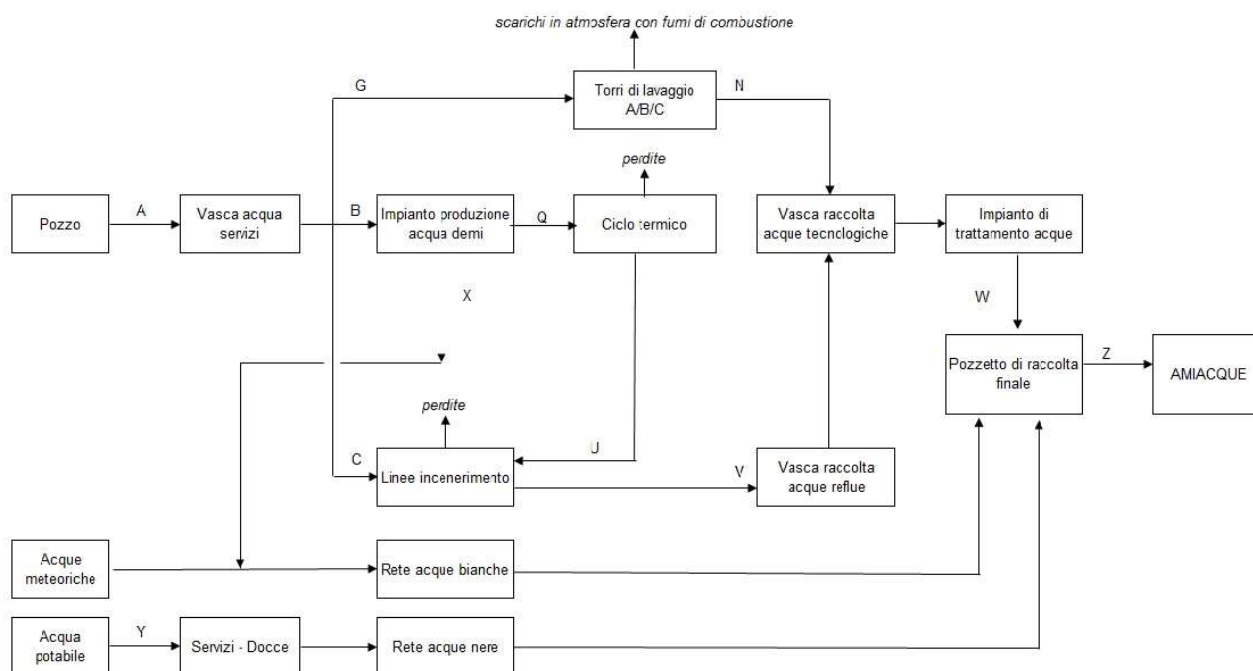 scarichi in atmosfera con fumi di combustione
G
Torri di lavaggio
A/B/C
N
perdite
Pozzo
A
Vasca acqua
servizi
B
Impianto produzione
acqua demi
Q
Ciclo termico
Vasca raccolta
acque tecnlogiche
Impianto di
trattamento acque
X
W
Pozzetto di raccolta
finale
Z
AMIACQUE
perdite
C
Linee incenerimento
U
V
Vasca raccolta
acque reflue
Acque
meteoriche
Rete acque bianche
Acqua
potabile
Y
Servizi - Docce
Rete acque nere